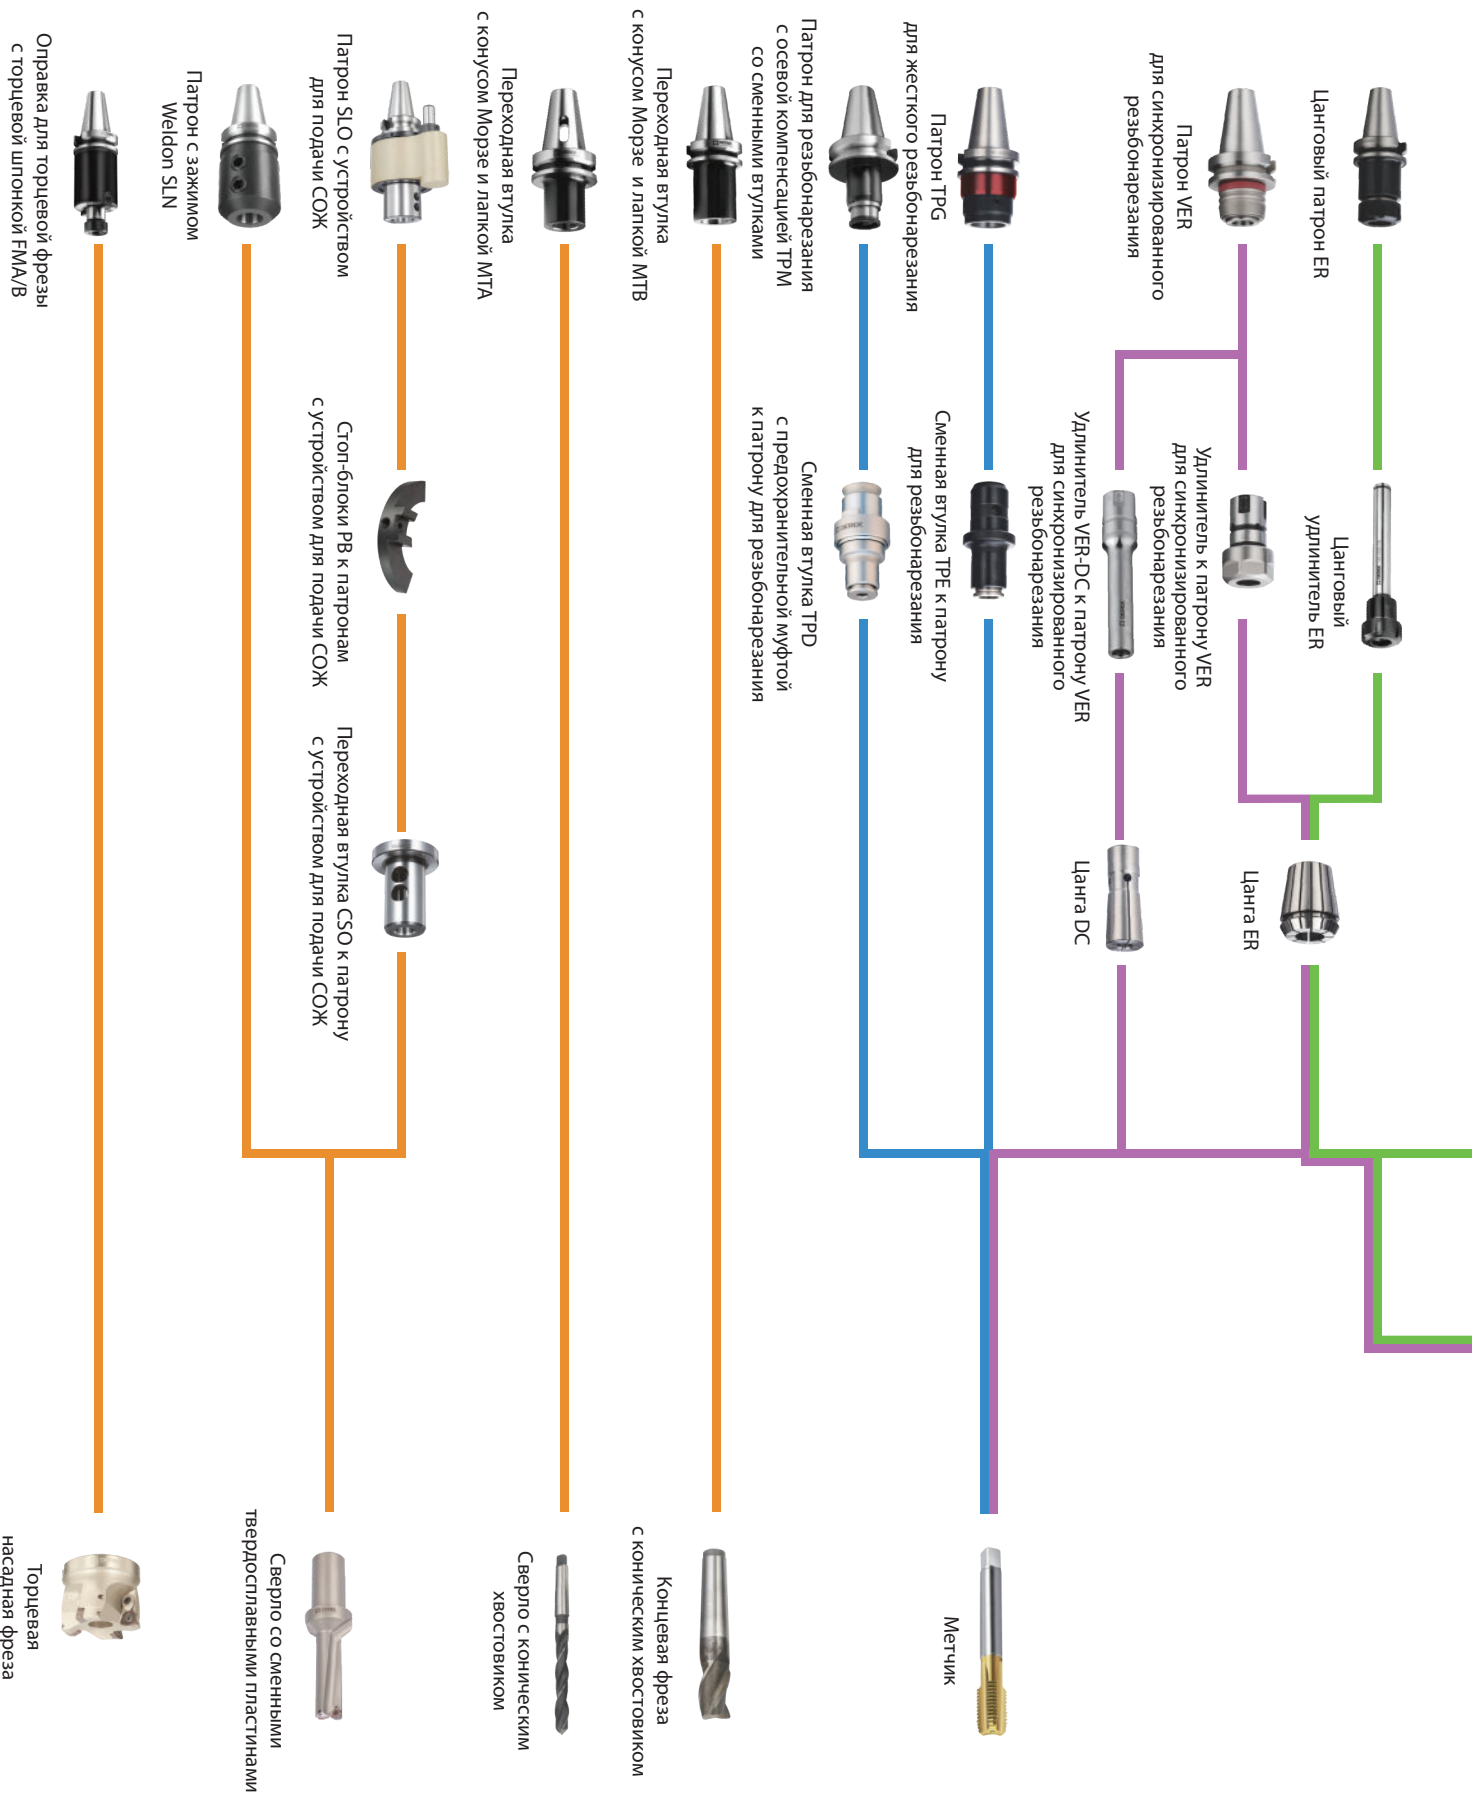 Цанговый патрон ER
Патрон VER
для синхронизированного
резьбонарезания
Патрон TPG
для жесткого резьбонарезания
Патрон для резьбонарезания
с осевой компенсацией TPM
со сменными втулками
Переходная втулка
с конусом Морзе и лапкой MTB
Переходная втулка
с конусом Морзе и лапкой MTA
Патрон SLO с устройством
для подачи СОЖ
Патрон с зажимом
Weldon SLN
Оправка для торцевой фрезы
с торцевой шпонкой FMA/B
Цанговый
удлинитель ER
Удлинитель к патрону VER
для синхронизированного
резьбонарезания
Удлинитель VER-DC к патрону VER
для синхронизированного
резьбонарезания
Сменная втулка TPE к патрону
для резьбонарезания
Сменная втулка TPD
с предохранительной муфтой
к патрону для резьбонарезания
Стоп-блоки PB к патронам
с устройством для подачи СОЖ
Цанга ER
Цанга DC
Переходная втулка CSO к патрону
с устройством для подачи СОЖ
Метчик
Концевая фреза
с коническим хвостовиком
Сверло с коническим
хвостовиком
Сверло со сменными
твердосплавными пластинами
Торцевая
насадная фреза